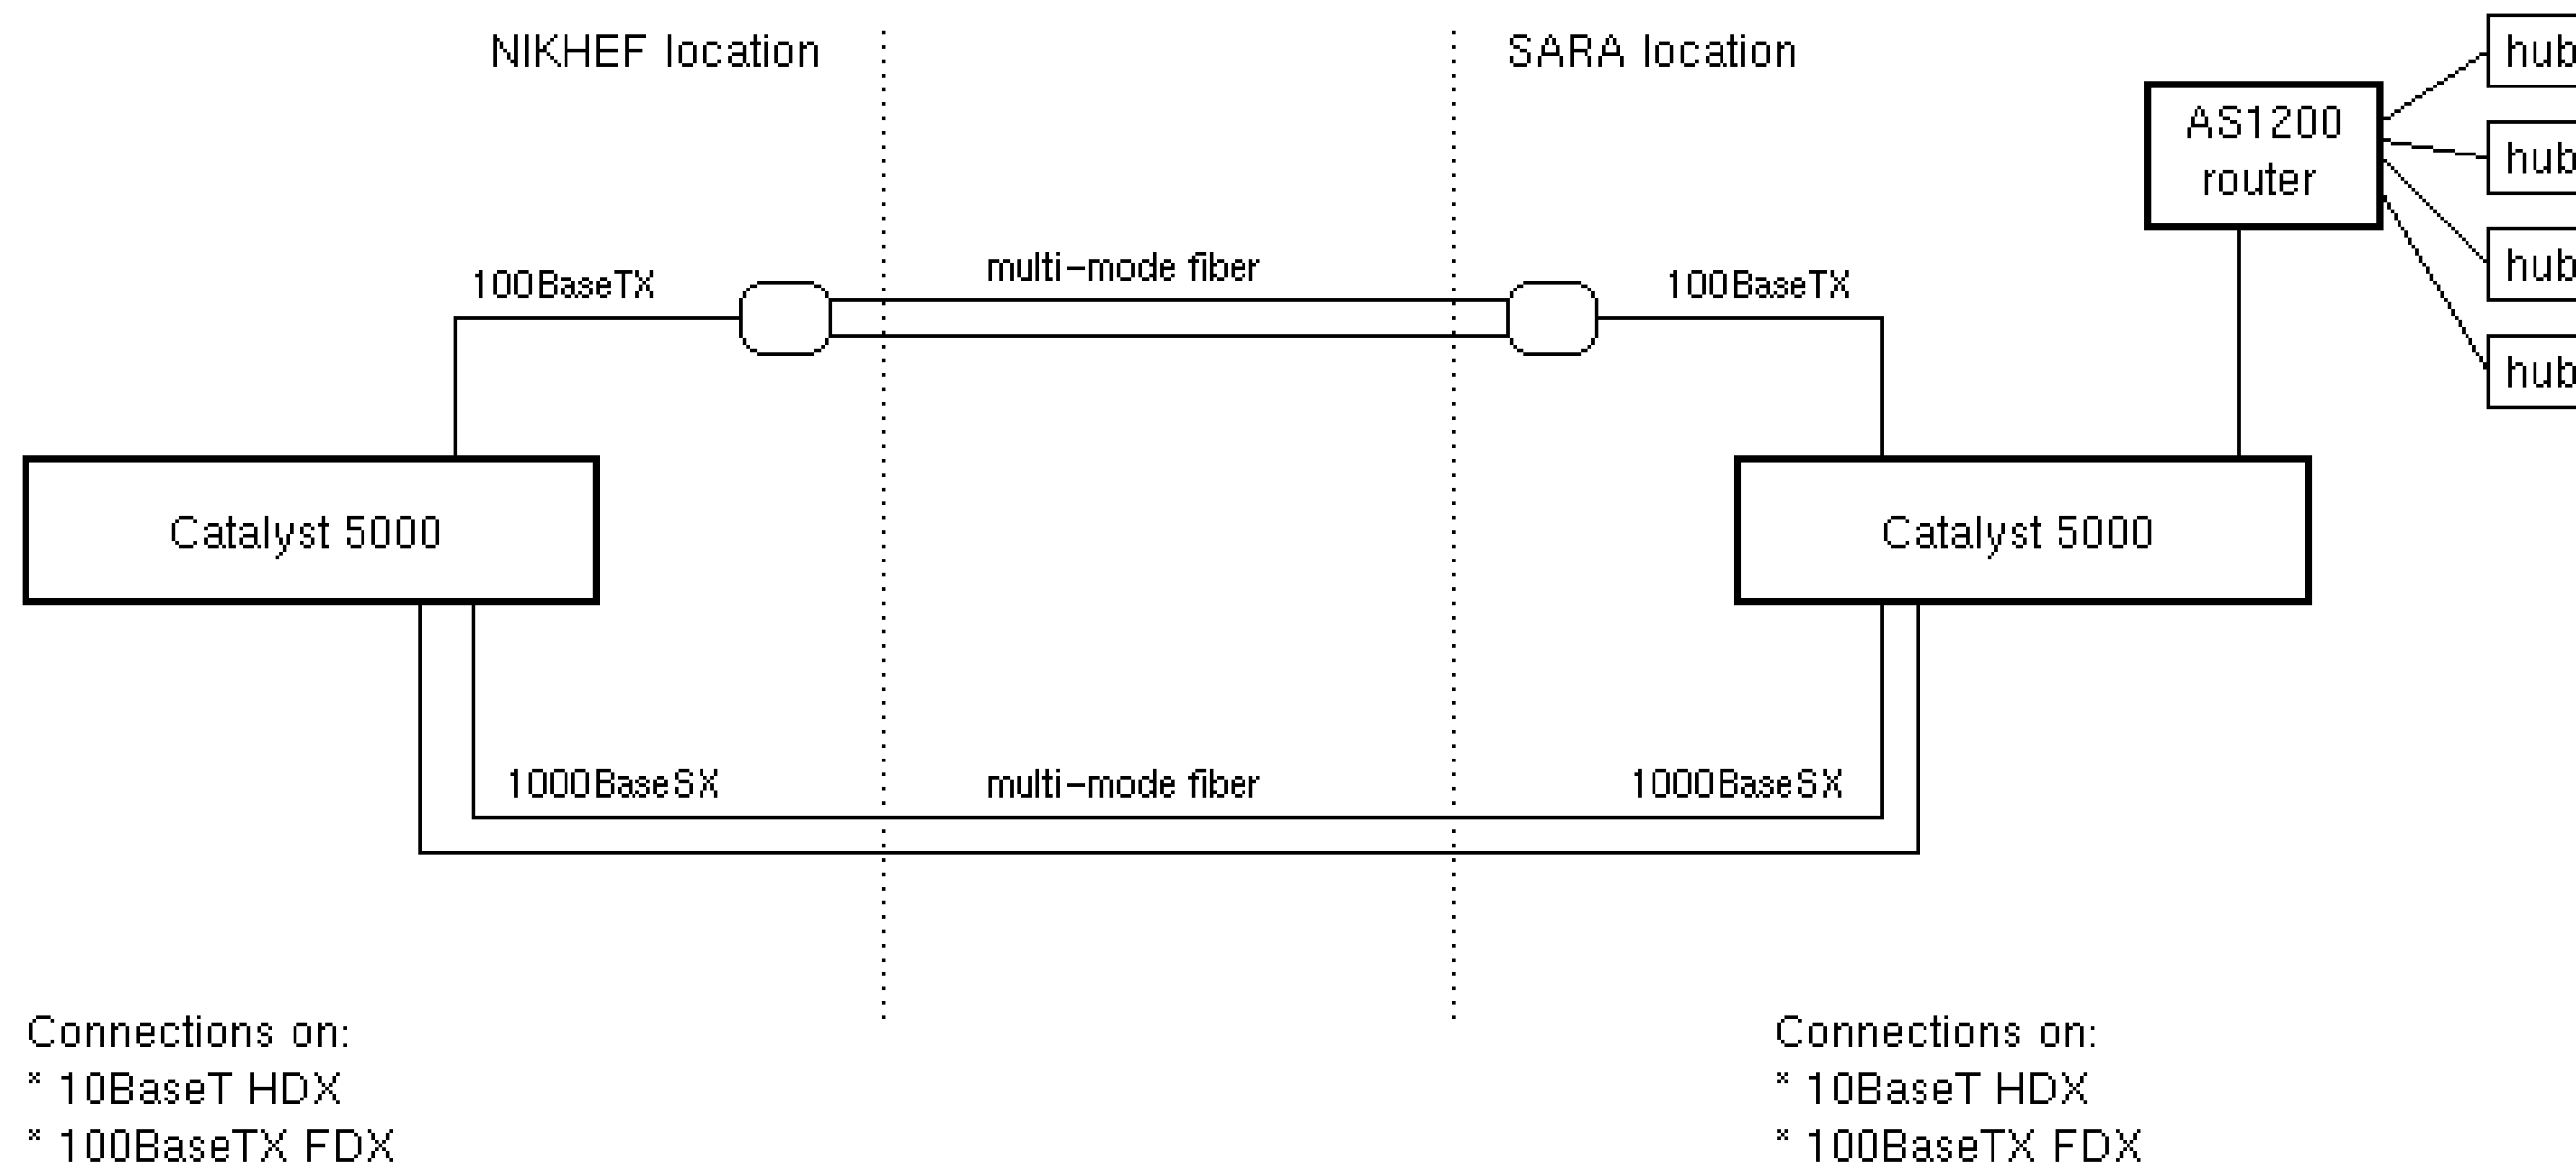 NIKHEF location
SARA location
hub
AS1200
router
hub
hub
hub
multi-mode fiber
100BaseTX
100BaseTX
Catalyst 5000
Catalyst 5000
1000BaseSX
multi-mode fiber
1000BaseSX
Connections on:
* 10BaseT HDX
* 100BaseTX FDX
Connections on:
* 10BaseT HDX
* 100BaseTX FDX